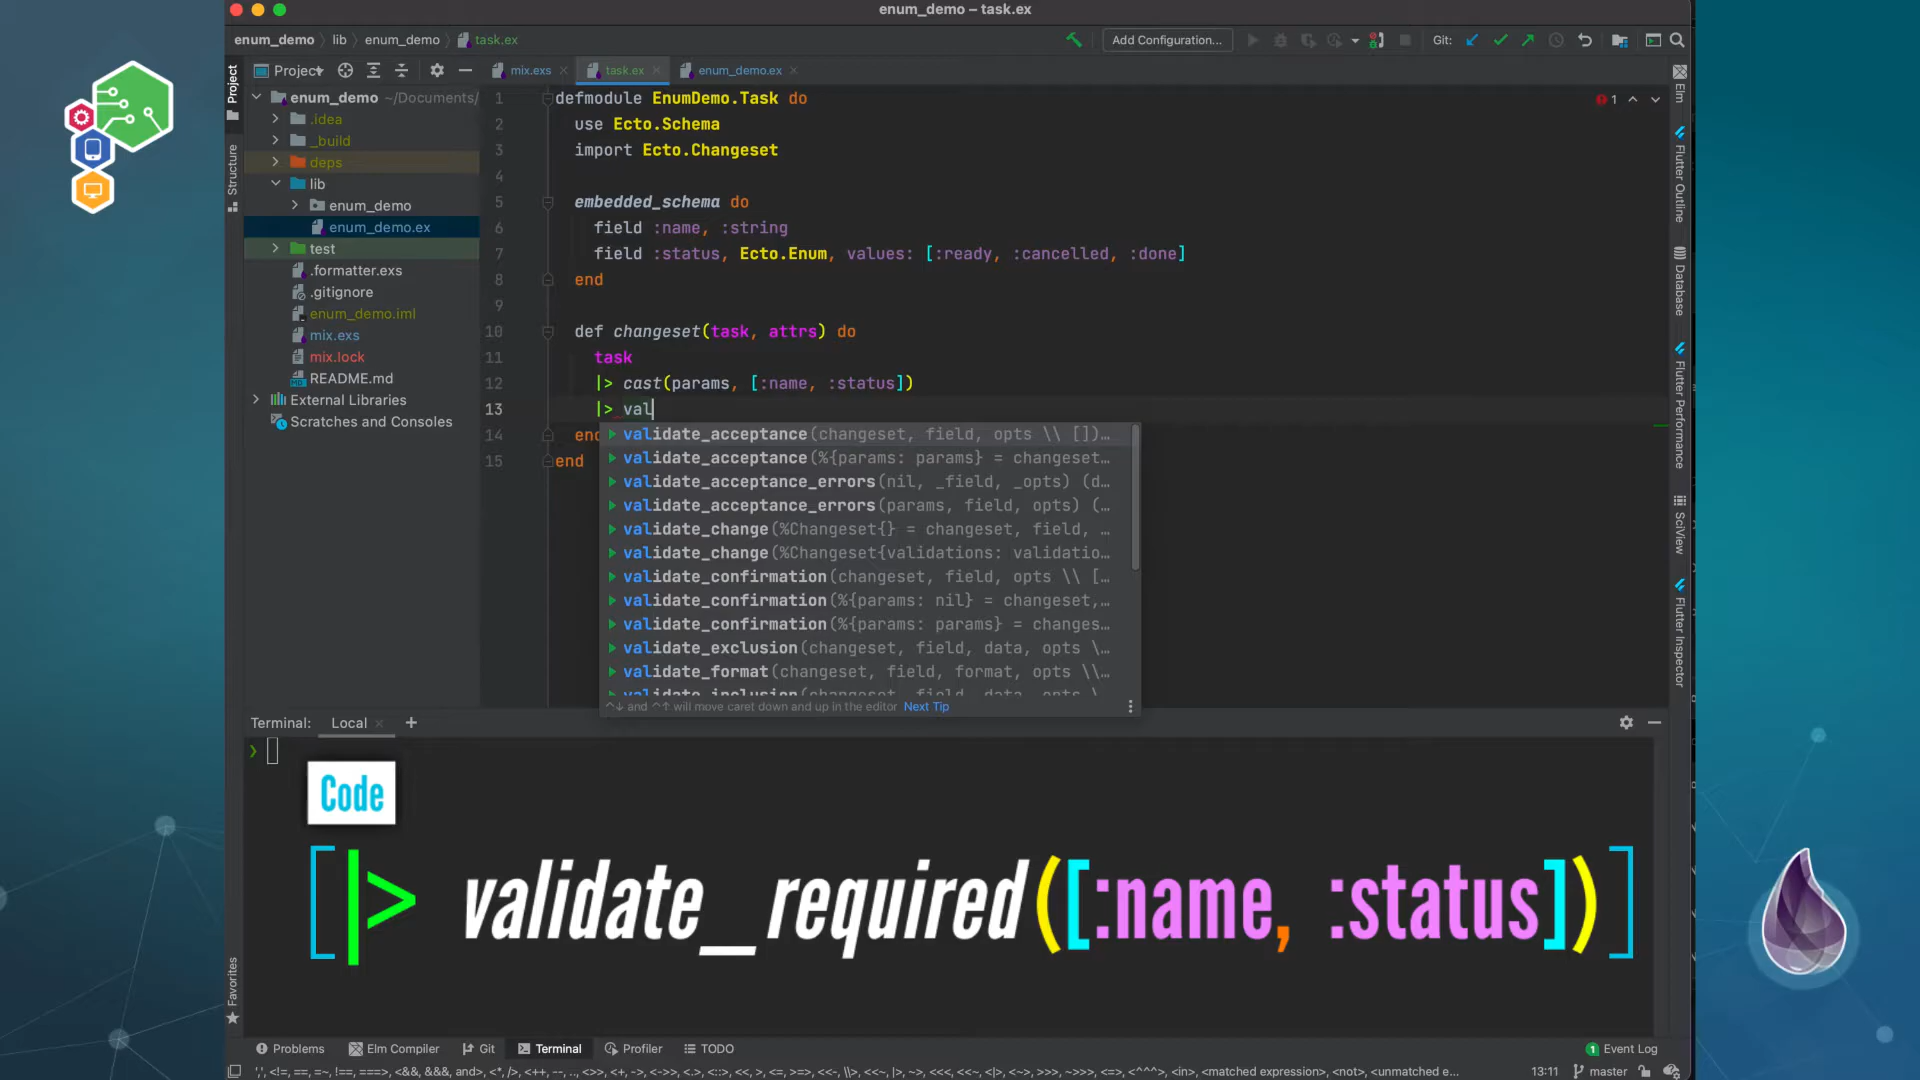 enum_demo – task.ex
enum_demo
lib
enum_demo
task.ex
Add Configuration...
Git:
Project
mix.exs
task.ex
enum_demo.ex
Project
Structure
Favorites
enum_demo ~/Documents/
.idea
_build
deps
lib
enum_demo
enum_demo.ex
test
.formatter.exs
.gitignore
enum_demo.iml
mix.exs
mix.lock
README.md
External Libraries
Scratches and Consoles
1 defmodule EnumDemo.Task do
2 use Ecto.Schema
3 import Ecto.Changeset
4
5 embedded_schema do
6 field :name, :string
7 field :status, Ecto.Enum, values: [:ready, :cancelled, :done]
8 end
9
10 def changeset(task, attrs) do
11 task
12 |> cast(params, [:name, :status])
13 |> val
14 end
15 end
1
validate_acceptance(changeset, field, opts \\ [])…
validate_acceptance(%{params: params} = changeset…
validate_acceptance_errors(nil, _field, _opts) (d…
validate_acceptance_errors(params, field, opts) (…
validate_change(%Changeset{} = changeset, field, …
validate_change(%Changeset{validations: validatio…
validate_confirmation(changeset, field, opts \\ […
validate_confirmation(%{params: nil} = changeset,…
validate_confirmation(%{params: params} = changes…
validate_exclusion(changeset, field, data, opts \…
validate_format(changeset, field, format, opts \\…
validate_inclusion(changeset, field, data, opts \
^↓ and ^↑ will move caret down and up in the editor Next Tip
Elm
Flutter Outline
Database
Flutter Performance
SciView
Flutter Inspector
Terminal:
Local
Code
|> validate_required([:name, :status])
Problems
Elm Compiler
Git
Terminal
Profiler
TODO
1 Event Log
13:11
master